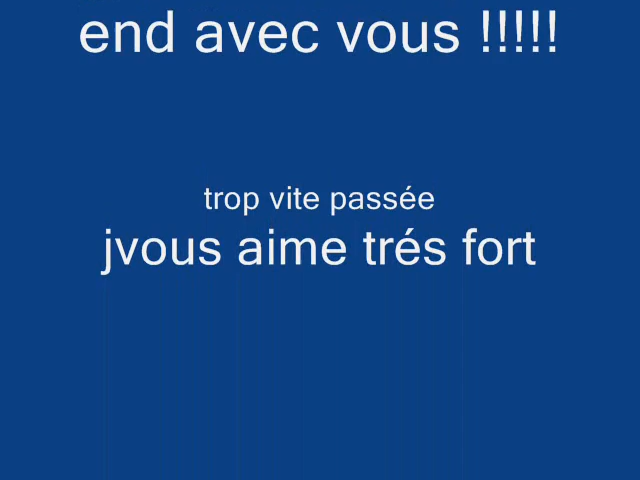 end avec vous !!!!!
trop vite passée
jvous aime trés fort